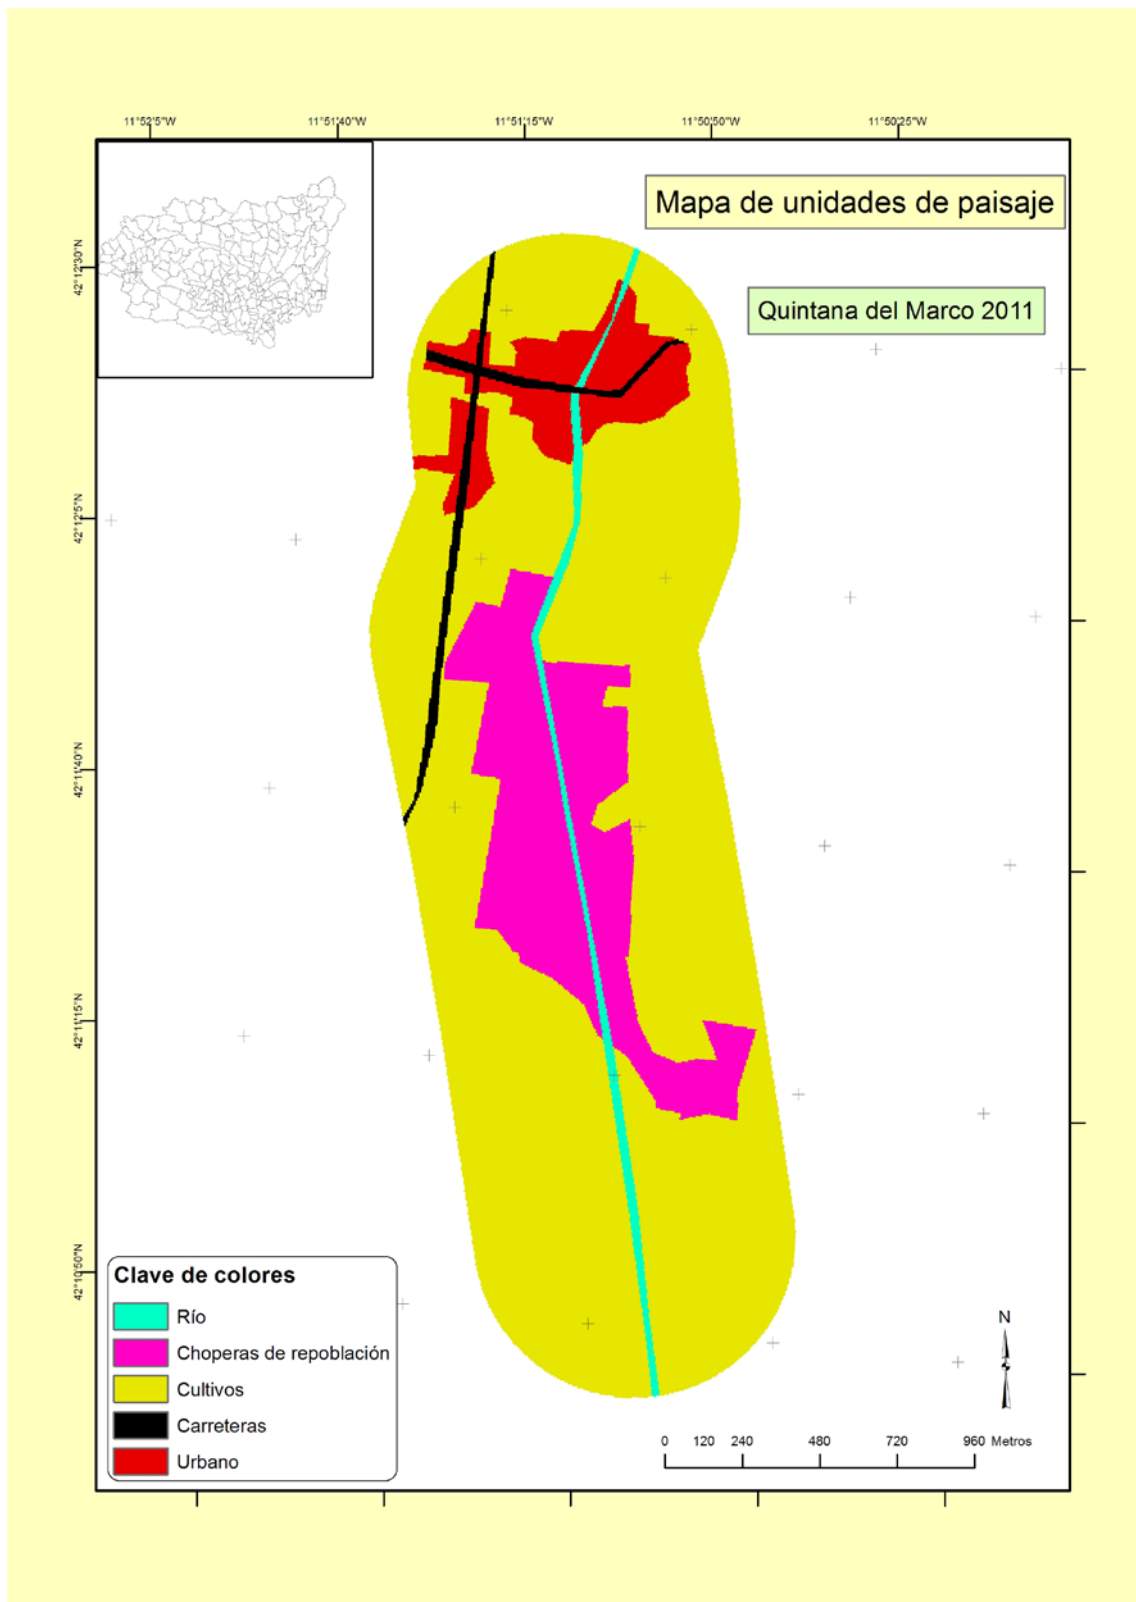 11°52'5"W 11°51'40"W 11°51'15"W 11°50'50"W 11°50'25"W
Mapa de unidades de paisaje
Quintana del Marco 2011
42°12'30"N
42°12'5"N
42°11'40"N
42°11'15"N
42°10'50"N
Clave de colores
Río
Choperas de repoblación
Cultivos
Carreteras
Urbano
N
0 120 240 480 720 960 Metros